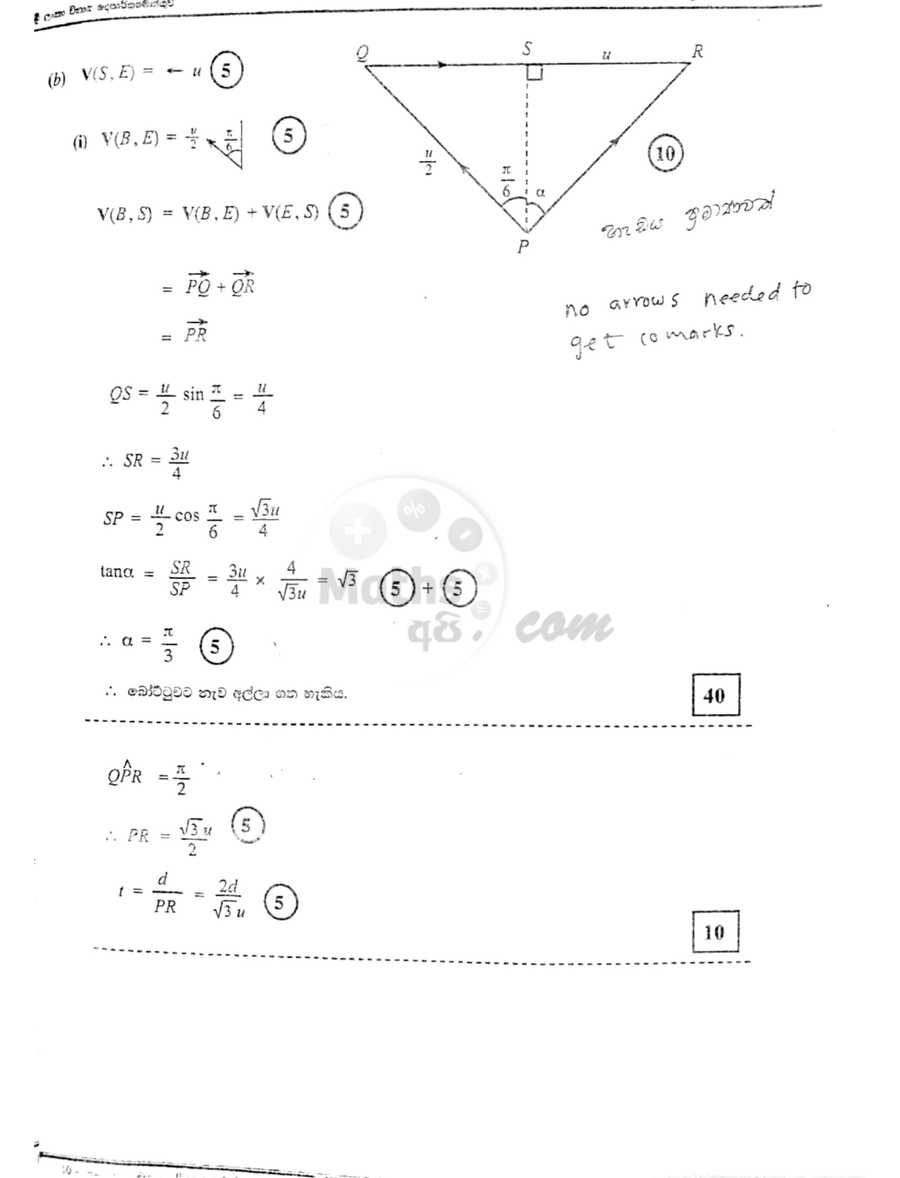 Q S u R
(b) V(S, E) = ← u (5)
(i) V(B, E) = u/2 π/6 (5)
u/2 π/6 α (10)
V(B, S) = V(B, E) + V(E, S) (5)
P
= PQ + QR
no arrows needed to
get 10 marks.
= PR
QS = u/2 sin π/6 = u/4
∴ SR = 3u/4
SP = u/2 cos π/6 = √3u/4
tanα = SR/SP = 3u/4 × 4/√3u = √3 (5) + (5)
Maths
අපි. com
∴ α = π/3 (5)
∴ බෝට්ටුවට නැව අල්ලා ගත හැකිය. 40
QP̂R = π/2
∴ PR = √3 u/2 (5)
t = d/PR = 2d/√3 u (5)
10